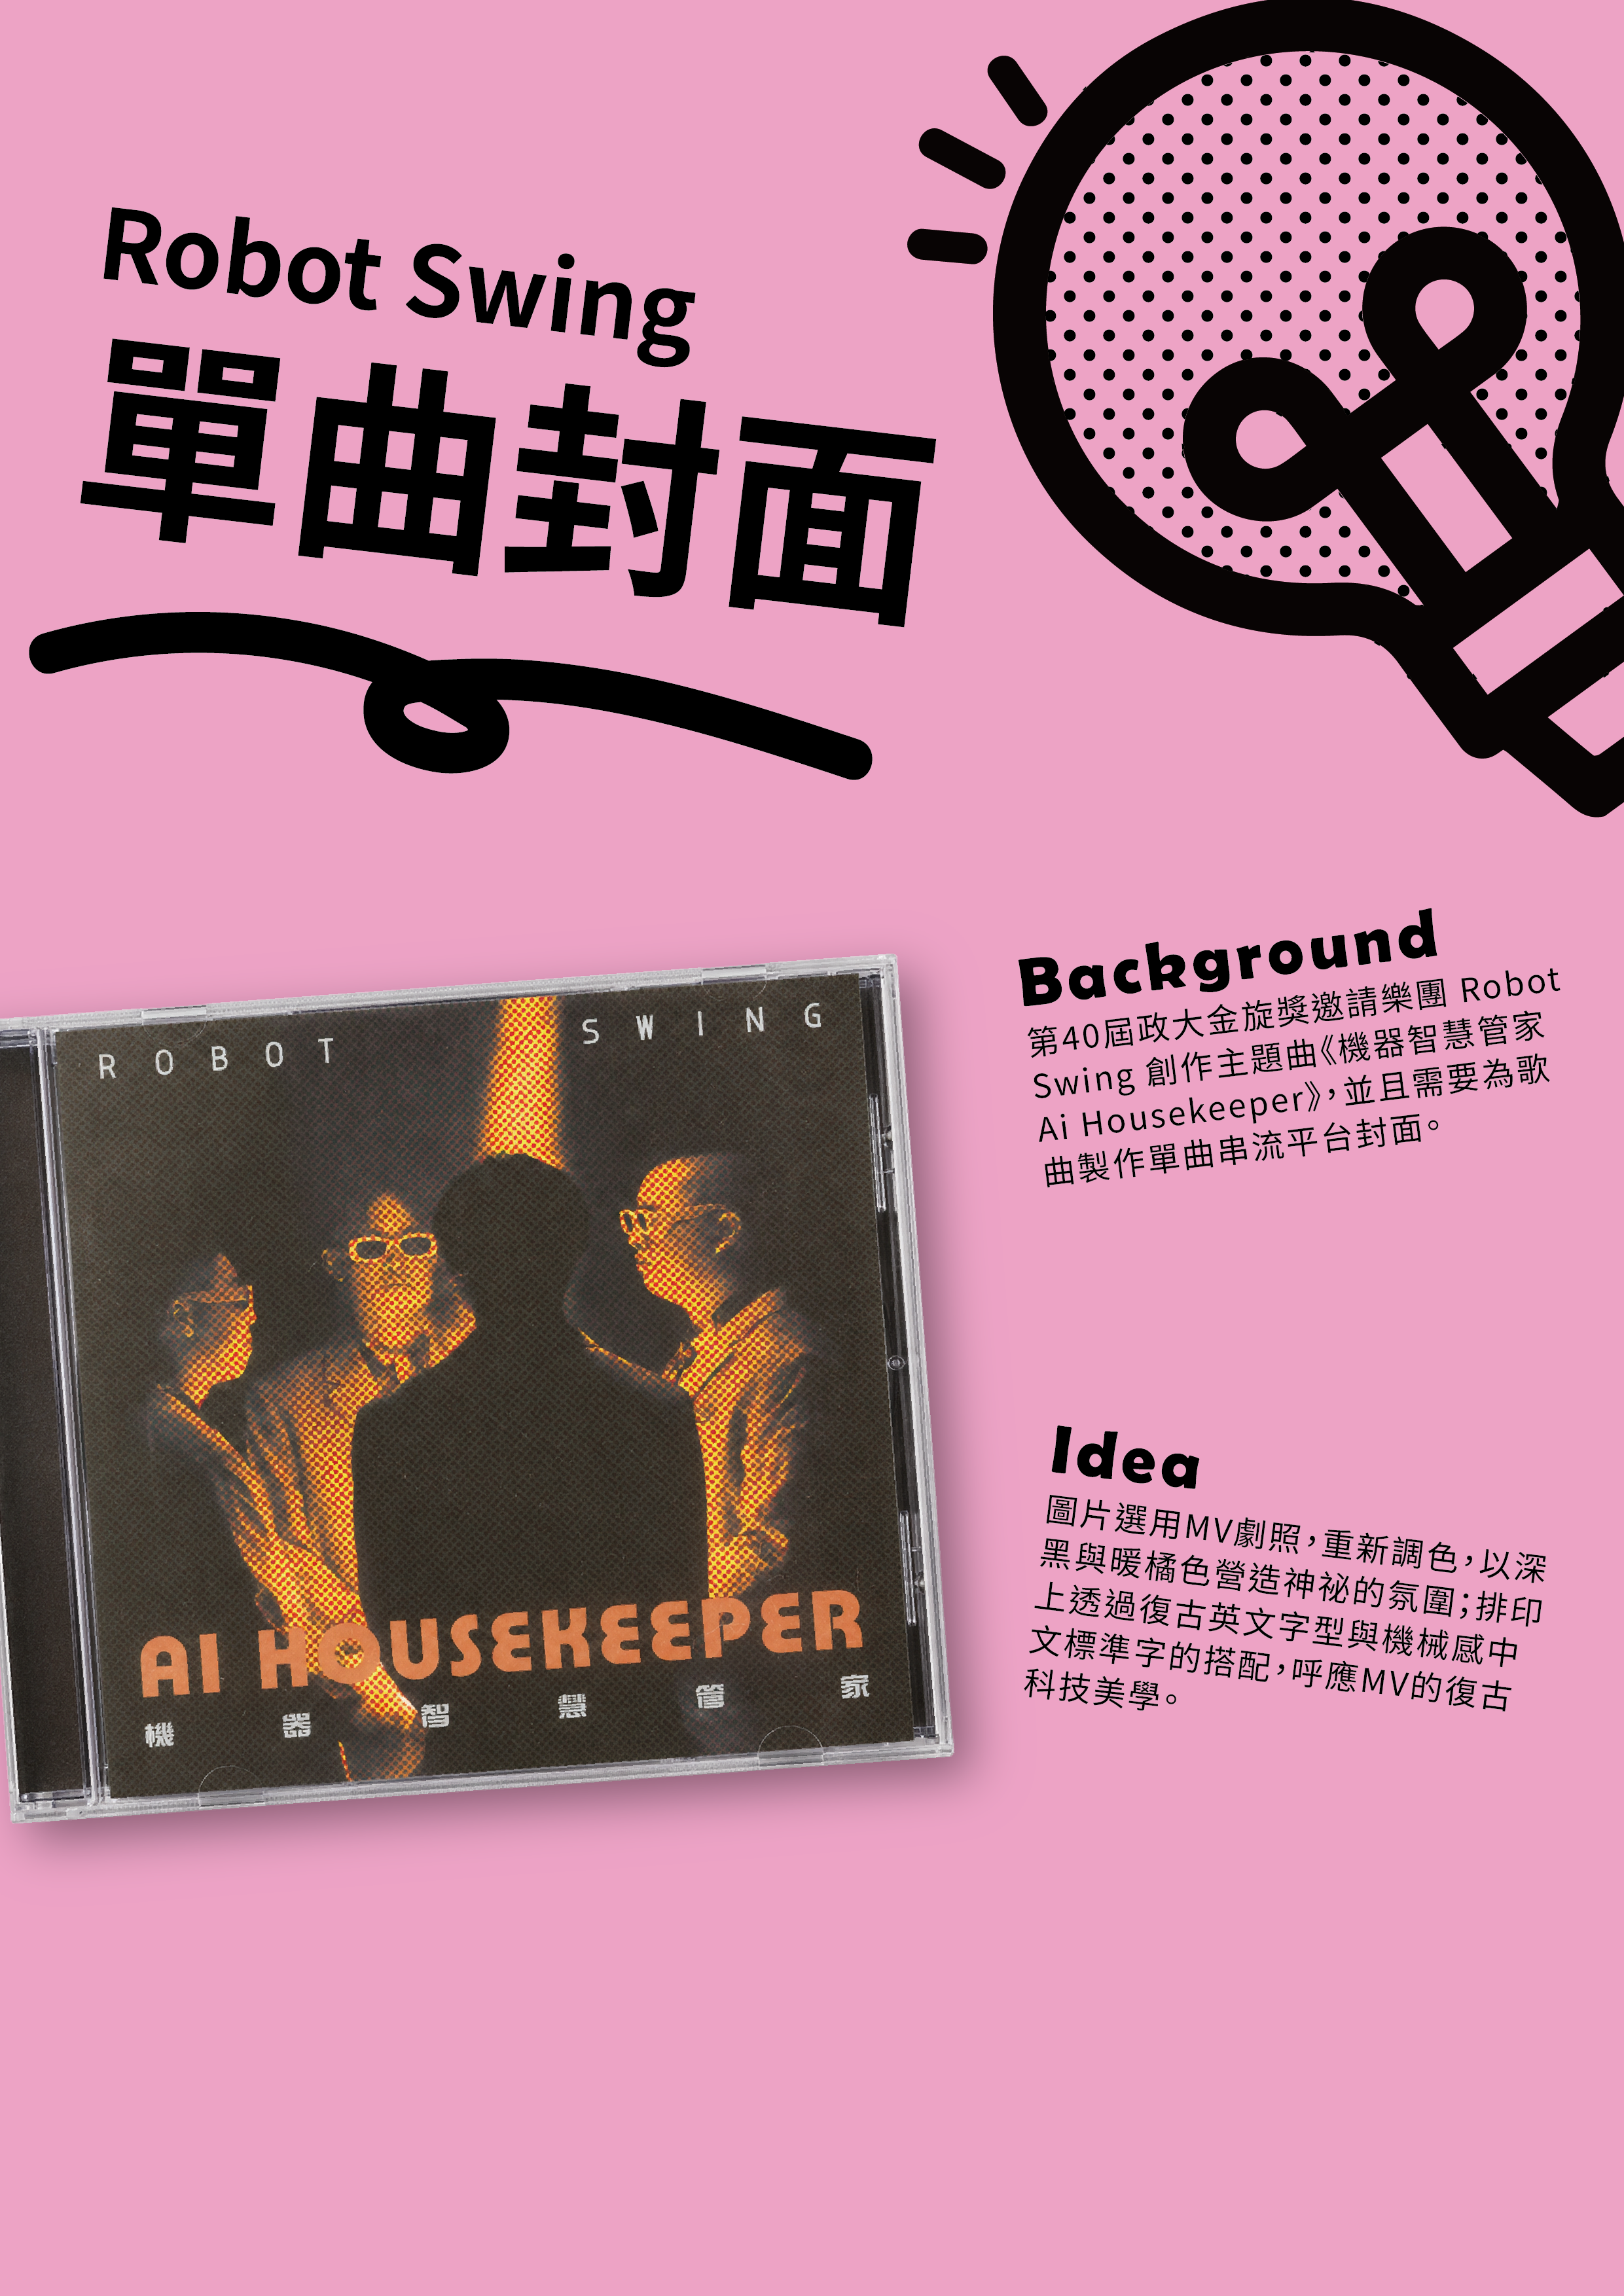 Robot Swing
單曲封面
ROBOT SWING
AI HOUSEKEEPER
機器智慧管家
Background
第40屆政大金旋獎邀請樂團 Robot
Swing 創作主題曲《機器智慧管家
Ai Housekeeper》，並且需要為歌
曲製作單曲串流平台封面。
Idea
圖片選用MV劇照，重新調色，以深
黑與暖橘色營造神祕的氛圍；排印
上透過復古英文字型與機械感中
文標準字的搭配，呼應MV的復古
科技美學。